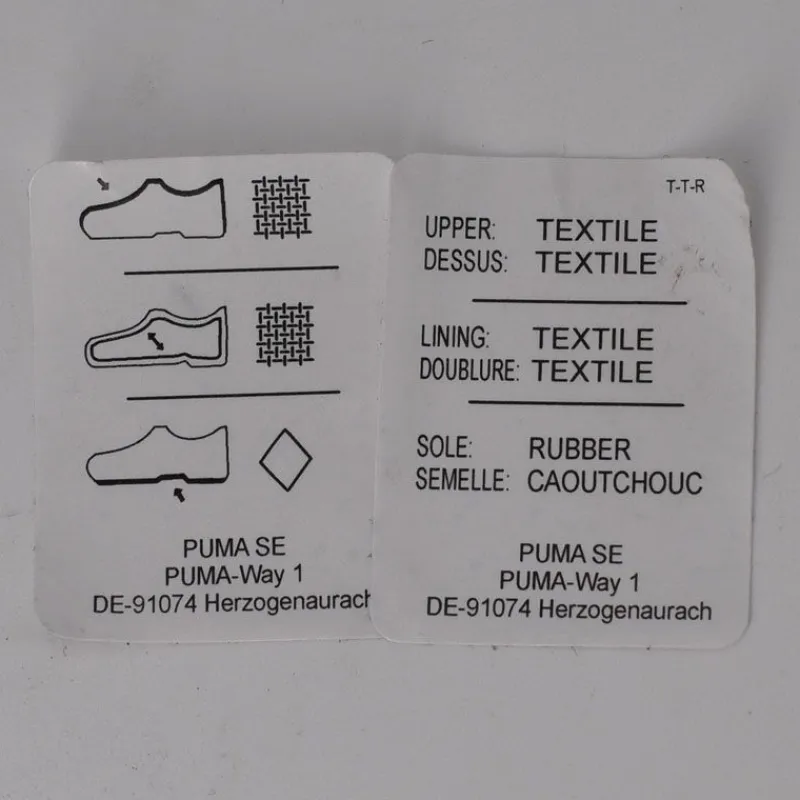 PUMA SE
PUMA-Way 1
DE-91074 Herzogenaurach
T-T-R
UPPER: TEXTILE
DESSUS: TEXTILE
LINING: TEXTILE
DOUBLURE: TEXTILE
SOLE: RUBBER
SEMELLE: CAOUTCHOUC
PUMA SE
PUMA-Way 1
DE-91074 Herzogenaurach